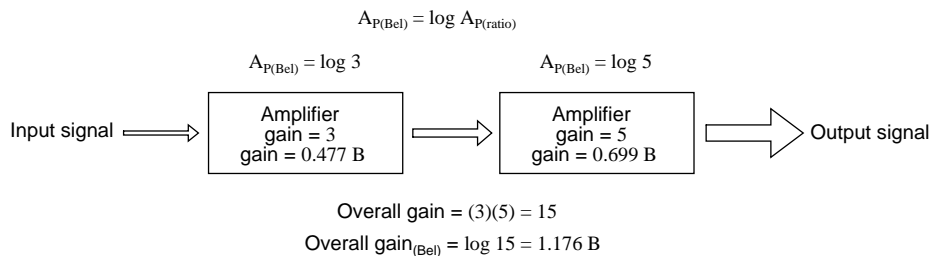 A_P(Bel) = log A_P(ratio)
A_P(Bel) = log 3
A_P(Bel) = log 5
Input signal
Amplifier
gain = 3
gain = 0.477 B
Amplifier
gain = 5
gain = 0.699 B
Output signal
Overall gain = (3)(5) = 15
Overall gain_(Bel) = log 15 = 1.176 B